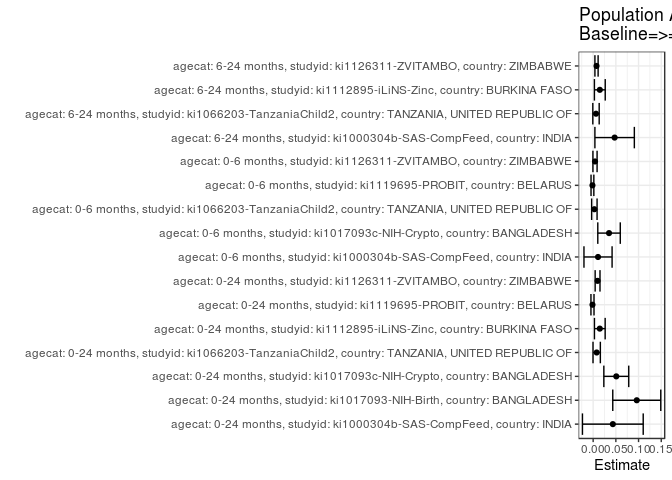 Population
Baseline=>=
agecat: 6-24 months, studyid: ki1126311-ZVITAMBO, country: ZIMBABWE
agecat: 6-24 months, studyid: ki1112895-iLiNS-Zinc, country: BURKINA FASO
agecat: 6-24 months, studyid: ki1066203-TanzaniaChild2, country: TANZANIA, UNITED REPUBLIC OF
agecat: 6-24 months, studyid: ki1000304b-SAS-CompFeed, country: INDIA
agecat: 0-6 months, studyid: ki1126311-ZVITAMBO, country: ZIMBABWE
agecat: 0-6 months, studyid: ki1119695-PROBIT, country: BELARUS
agecat: 0-6 months, studyid: ki1066203-TanzaniaChild2, country: TANZANIA, UNITED REPUBLIC OF
agecat: 0-6 months, studyid: ki1017093c-NIH-Crypto, country: BANGLADESH
agecat: 0-6 months, studyid: ki1000304b-SAS-CompFeed, country: INDIA
agecat: 0-24 months, studyid: ki1126311-ZVITAMBO, country: ZIMBABWE
agecat: 0-24 months, studyid: ki1119695-PROBIT, country: BELARUS
agecat: 0-24 months, studyid: ki1112895-iLiNS-Zinc, country: BURKINA FASO
agecat: 0-24 months, studyid: ki1066203-TanzaniaChild2, country: TANZANIA, UNITED REPUBLIC OF
agecat: 0-24 months, studyid: ki1017093c-NIH-Crypto, country: BANGLADESH
agecat: 0-24 months, studyid: ki1017093-NIH-Birth, country: BANGLADESH
agecat: 0-24 months, studyid: ki1000304b-SAS-CompFeed, country: INDIA
0.00 0.05 0.10 0.15
Estimate